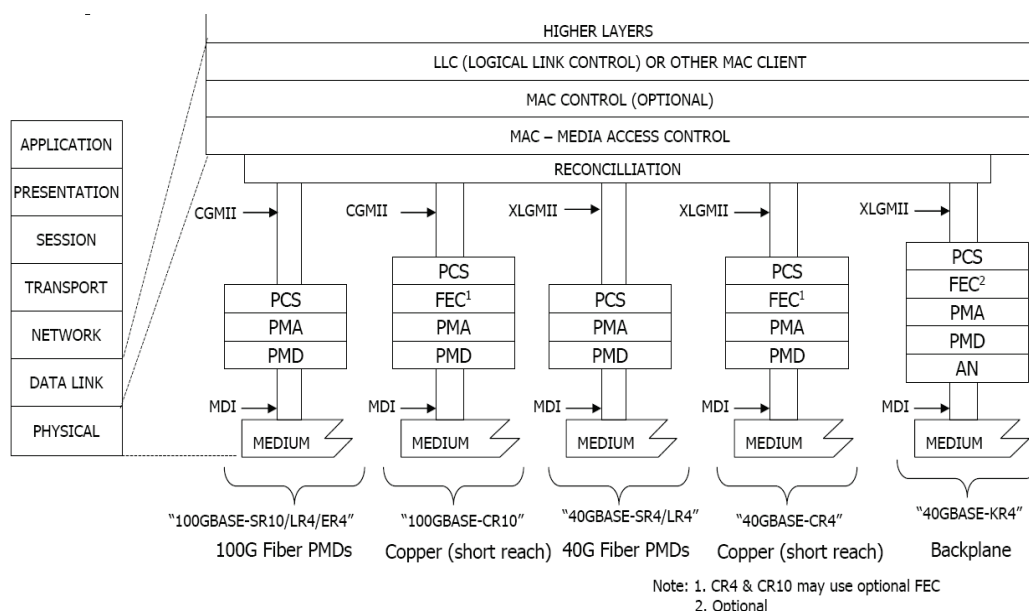 HIGHER LAYERS
LLC (LOGICAL LINK CONTROL) OR OTHER MAC CLIENT
MAC CONTROL (OPTIONAL)
MAC – MEDIA ACCESS CONTROL
RECONCILLIATION
APPLICATION
PRESENTATION
SESSION
TRANSPORT
NETWORK
DATA LINK
PHYSICAL
CGMII
PCS
PMA
PMD
MDI
MEDIUM
"100GBASE-SR10/LR4/ER4"
100G Fiber PMDs
CGMII
PCS
FEC¹
PMA
PMD
MDI
MEDIUM
"100GBASE-CR10"
Copper (short reach)
XLGMII
PCS
PMA
PMD
MDI
MEDIUM
"40GBASE-SR4/LR4"
40G Fiber PMDs
XLGMII
PCS
FEC¹
PMA
PMD
MDI
MEDIUM
"40GBASE-CR4"
Copper (short reach)
XLGMII
PCS
FEC²
PMA
PMD
AN
MDI
MEDIUM
"40GBASE-KR4"
Backplane
Note: 1. CR4 & CR10 may use optional FEC
2. Optional